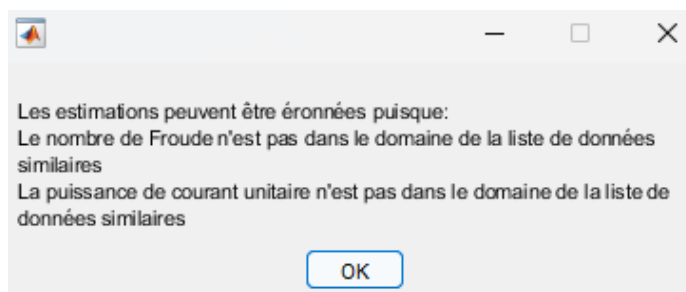 Les estimations peuvent être éronnées puisque:
Le nombre de Froude n'est pas dans le domaine de la liste de données
similaires
La puissance de courant unitaire n'est pas dans le domaine de la liste de
données similaires
OK